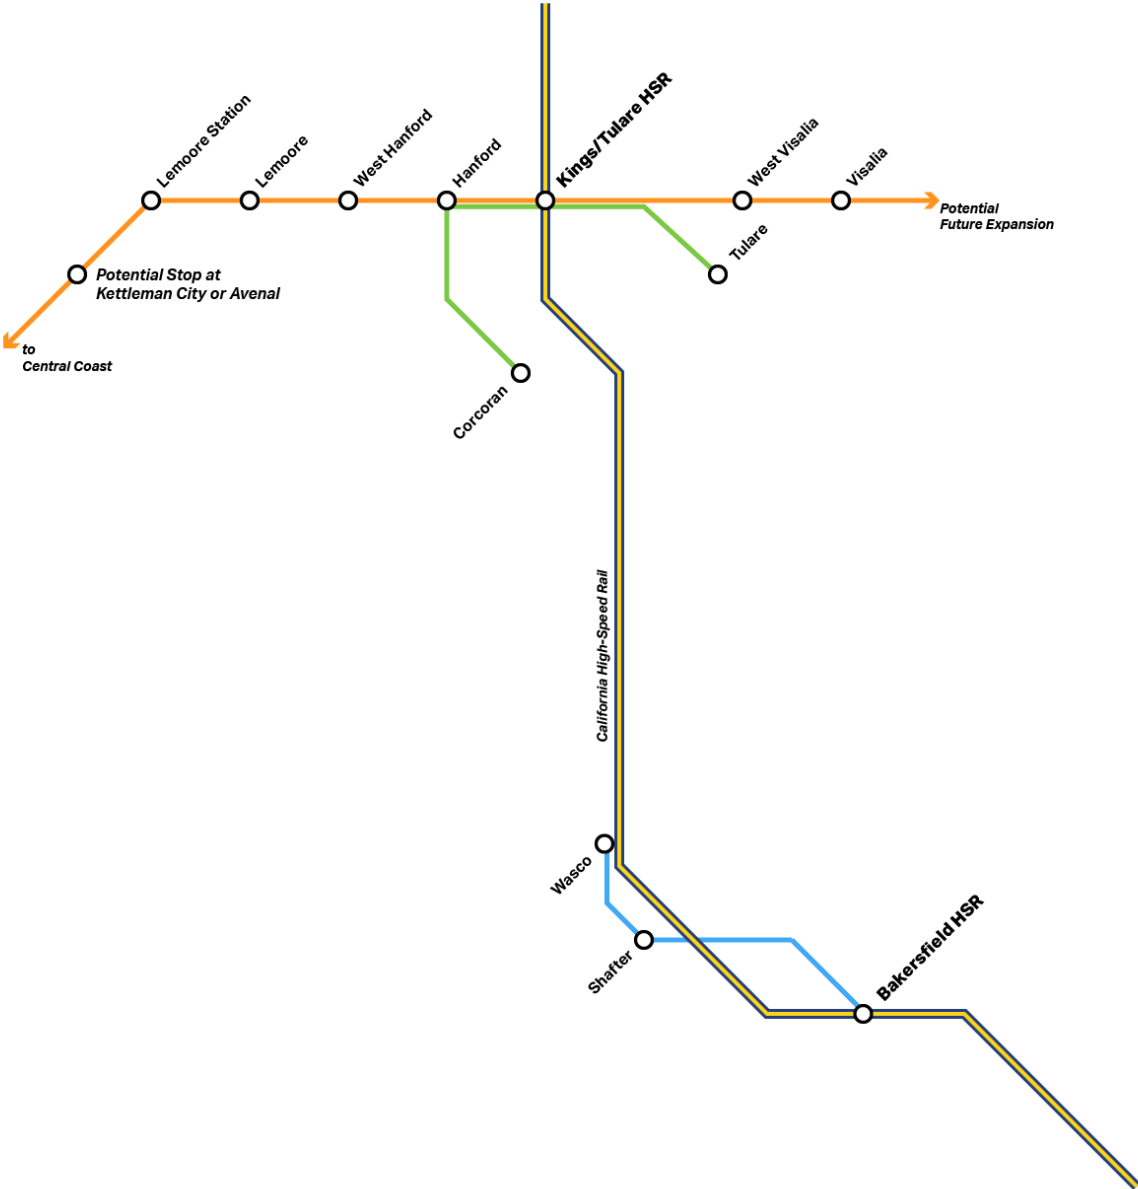 Lemoore Station
Lemoore
West Hanford
Hanford
Kings/Tulare HSR
West Visalia
Visalia
Potential
Future Expansion
Tulare
Potential Stop at
Kettleman City or Avenal
to
Central Coast
Corcoran
California High-Speed Rail
Wasco
Shafter
Bakersfield HSR